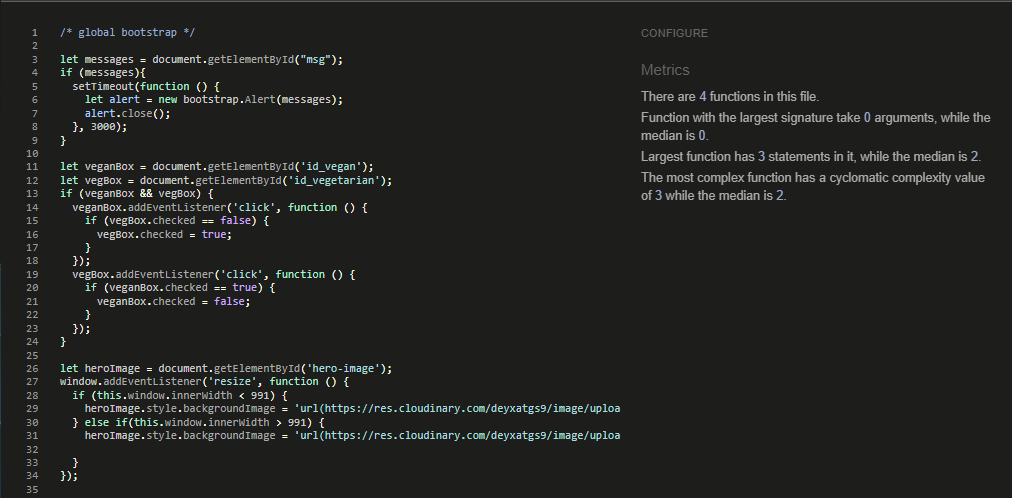 1 /* global bootstrap */
2
3 let messages = document.getElementById("msg");
4 if (messages){
5   setTimeout(function () {
6     let alert = new bootstrap.Alert(messages);
7     alert.close();
8   }, 3000);
9 }
10
11 let veganBox = document.getElementById('id_vegan');
12 let vegBox = document.getElementById('id_vegetarian');
13 if (veganBox && vegBox) {
14   veganBox.addEventListener('click', function () {
15     if (vegBox.checked == false) {
16       vegBox.checked = true;
17     }
18   });
19   vegBox.addEventListener('click', function () {
20     if (veganBox.checked == true) {
21       veganBox.checked = false;
22     }
23   });
24 }
25
26 let heroImage = document.getElementById('hero-image');
27 window.addEventListener('resize', function () {
28   if (this.window.innerWidth < 991) {
29     heroImage.style.backgroundImage = 'url(https://res.cloudinary.com/deyxatgs9/image/uploa
30   } else if(this.window.innerWidth > 991) {
31     heroImage.style.backgroundImage = 'url(https://res.cloudinary.com/deyxatgs9/image/uploa
32
33   }
34 });
35
CONFIGURE
Metrics
There are 4 functions in this file.
Function with the largest signature take 0 arguments, while the
median is 0.
Largest function has 3 statements in it, while the median is 2.
The most complex function has a cyclomatic complexity value
of 3 while the median is 2.